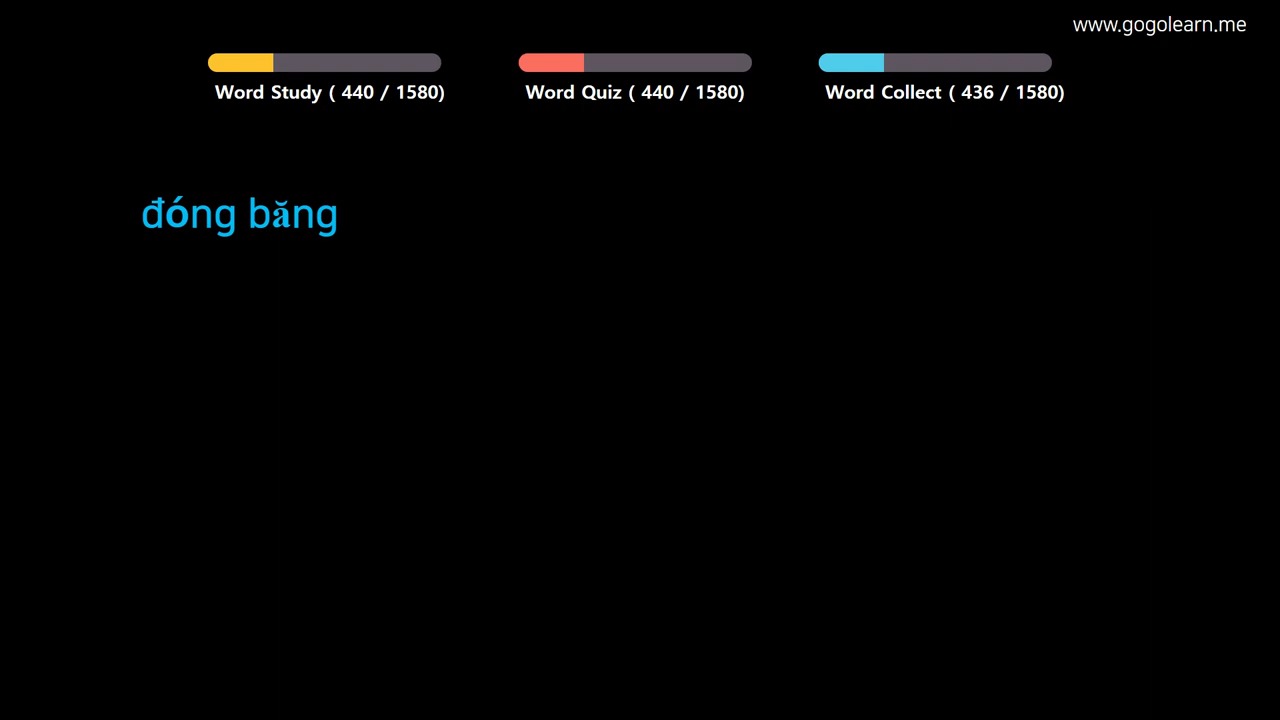 www.gogolearn.me
Word Study ( 440 / 1580)
Word Quiz ( 440 / 1580)
Word Collect ( 436 / 1580)
đóng băng